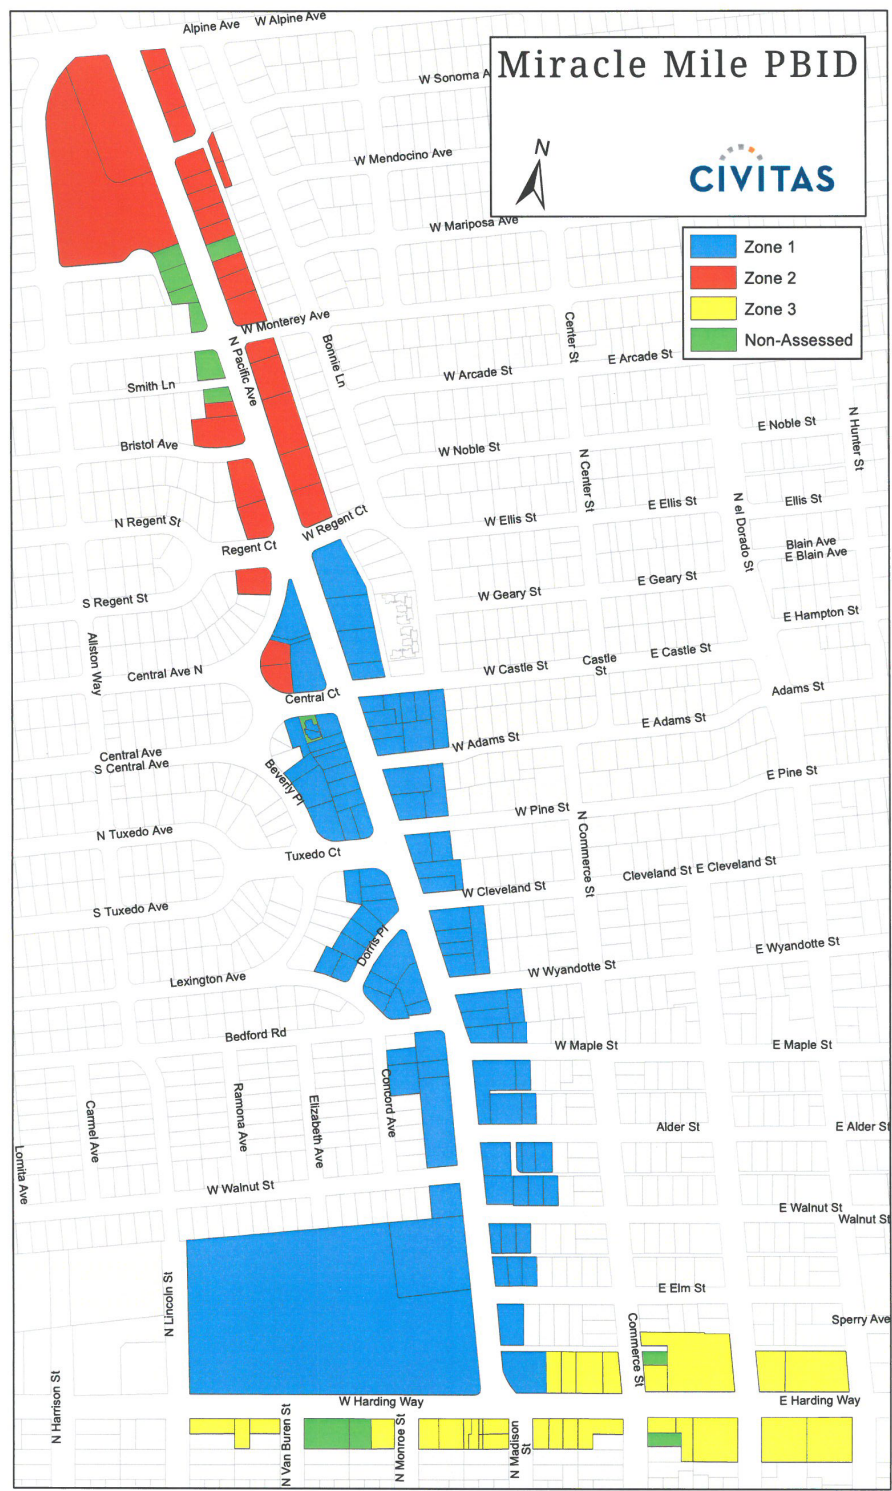 Alpine Ave
W Alpine Ave
Miracle Mile PBID
W Sonoma A
N
CIVITAS
W Mendocino Ave
W Mariposa Ave
Zone 1
Zone 2
Zone 3
Non-Assessed
W Monterey Ave
Center St
N Pacific Ave
Bonnie Ln
E Arcade St
W Arcade St
Smith Ln
N Hunter St
E Noble St
Bristol Ave
W Noble St
N Center St
Ellis St
E Ellis St
N el Dorado St
W Ellis St
N Regent St
W Regent Ct
Regent Ct
Blain Ave
E Blain Ave
E Geary St
W Geary St
S Regent St
E Hampton St
Allston Way
Central Ave N
W Castle St
Castle
St
E Castle St
Adams St
Central Ct
E Adams St
W Adams St
Central Ave
S Central Ave
Beverly Pl
E Pine St
W Pine St
N Tuxedo Ave
N Commerce St
Tuxedo Ct
Cleveland St
E Cleveland St
W Cleveland St
S Tuxedo Ave
Dorris Pl
E Wyandotte St
W Wyandotte St
Lexington Ave
Bedford Rd
W Maple St
E Maple St
Concord Ave
Ramona Ave
Elizabeth Ave
Carmel Ave
Alder St
E Alder St
Lomita Ave
W Walnut St
E Walnut St
Walnut St
E Elm St
N Lincoln St
Commerce St
Sperry Ave
N Harrison St
W Harding Way
E Harding Way
N Van Buren St
N Monroe St
N Madison
St